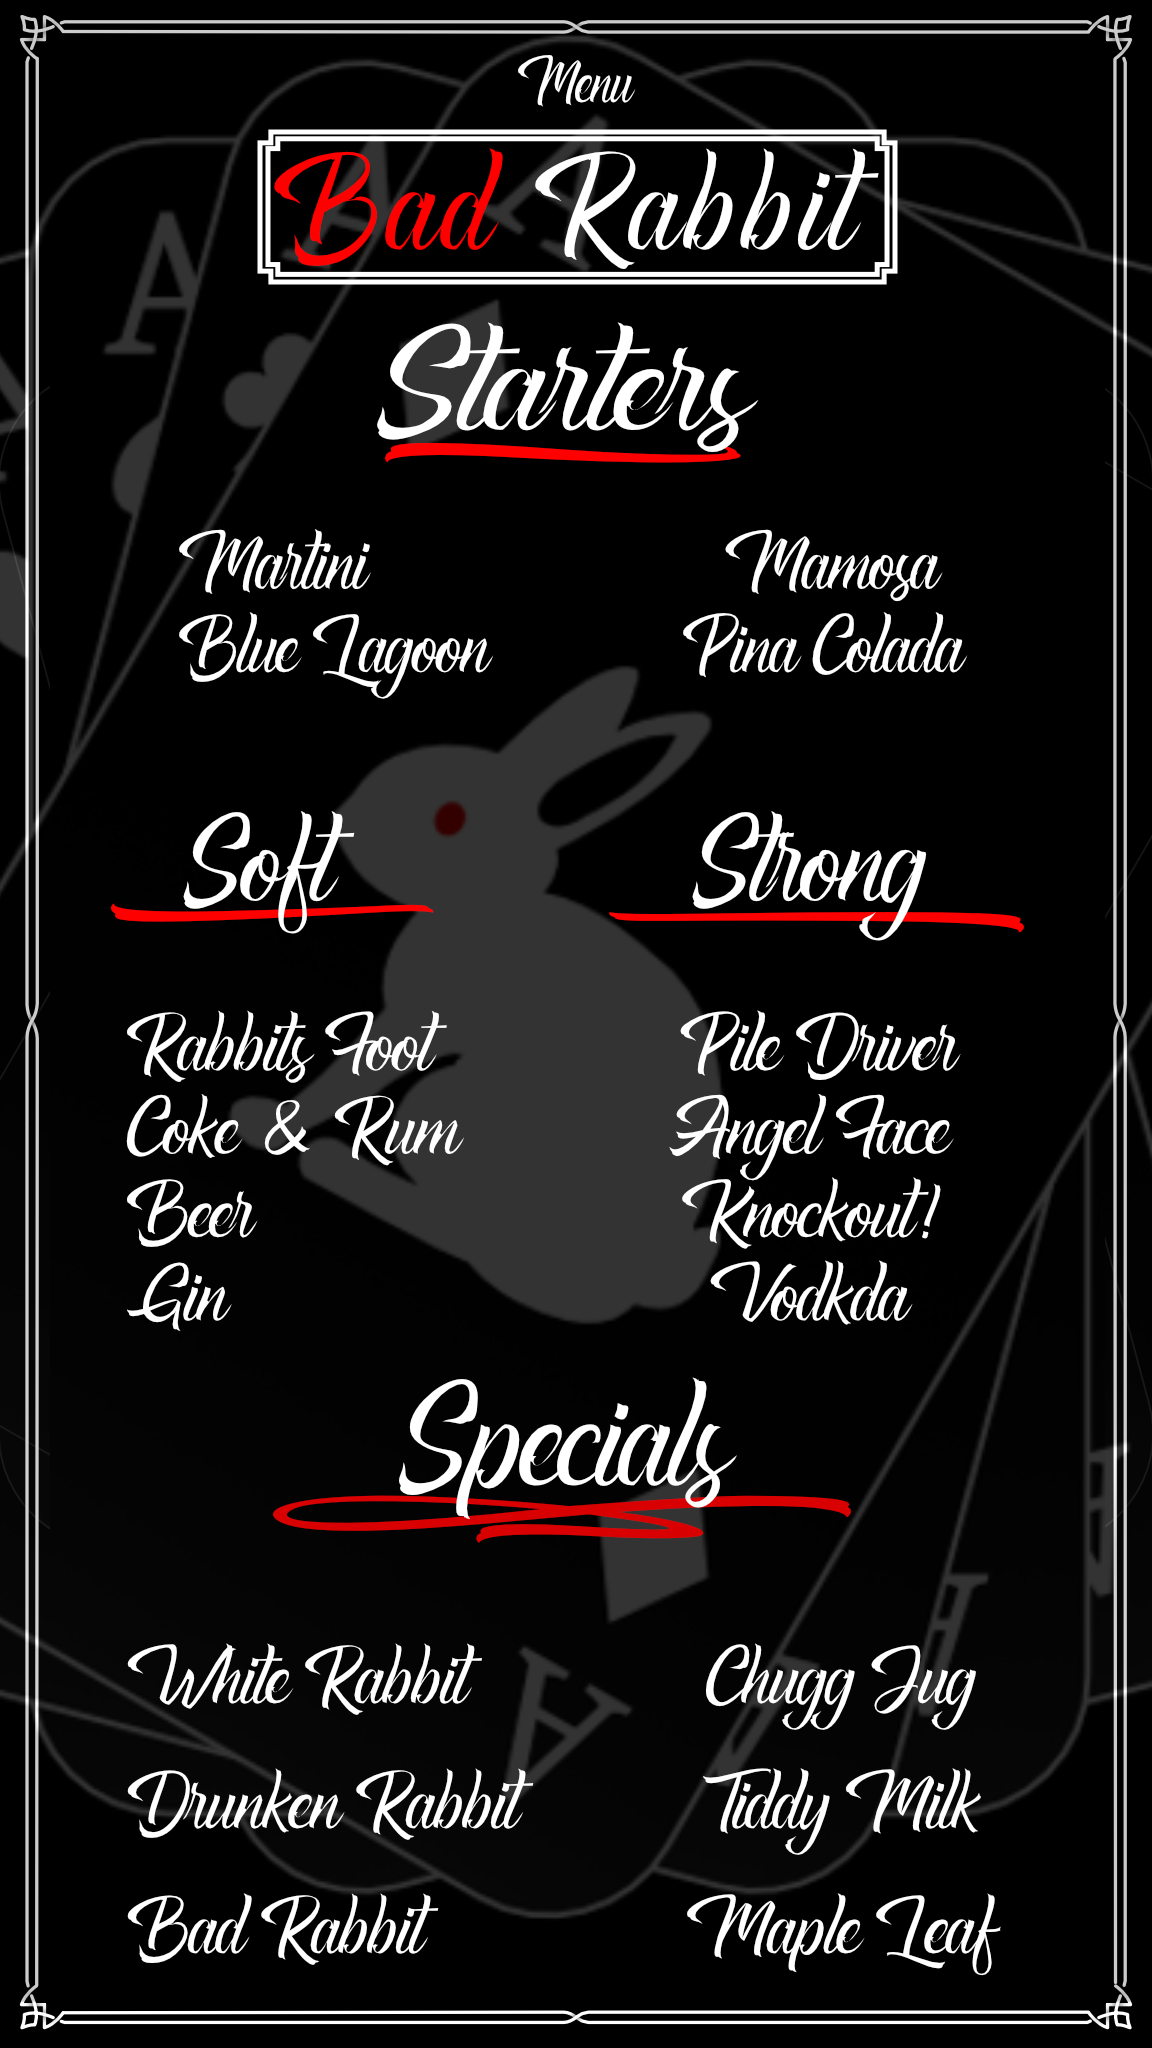 Menu
Bad Rabbit
Starters
Martini
Blue Lagoon
Mamosa
Pina Colada
Soft
Rabbits Foot
Coke & Rum
Beer
Gin
Strong
Pile Driver
Angel Face
Knockout!
Vodkda
Specials
White Rabbit
Drunken Rabbit
Bad Rabbit
Chugg Jug
Tiddy Milk
Maple Leaf
A
A
A
A
A
A